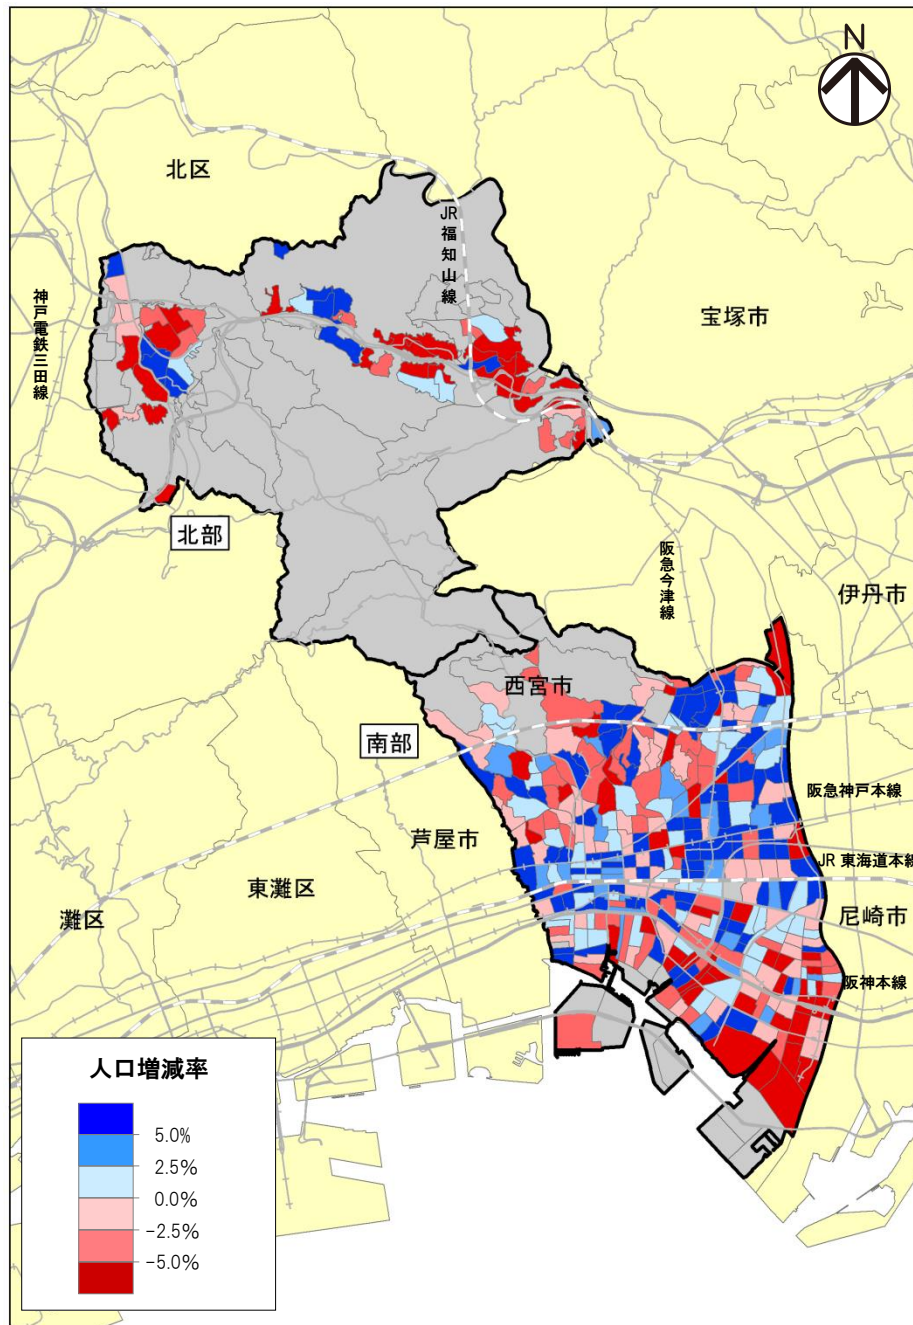 N
北区
JR
福知山線
神戸電鉄三田線
宝塚市
北部
阪急今津線
伊丹市
西宮市
南部
阪急神戸本線
芦屋市
JR 東海道本線
東灘区
灘区
尼崎市
阪神本線
人口増減率
5.0%
2.5%
0.0%
-2.5%
-5.0%